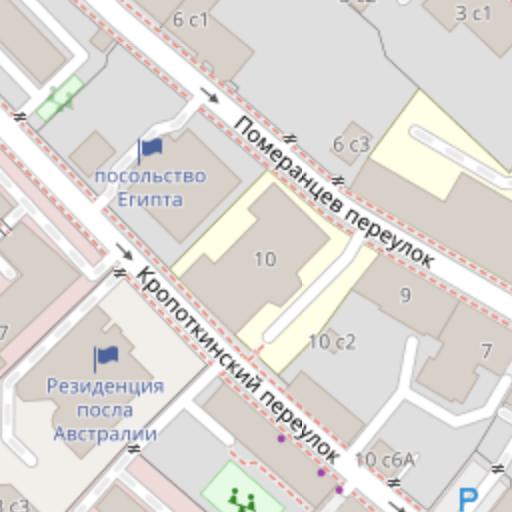 6 с1
3 с1
6 с3
Померанцев переулок
посольство
Египта
10
9
Кропоткинский переулок
10 с2
7
7
Резиденция
посла
Австралии
10 с6А
P